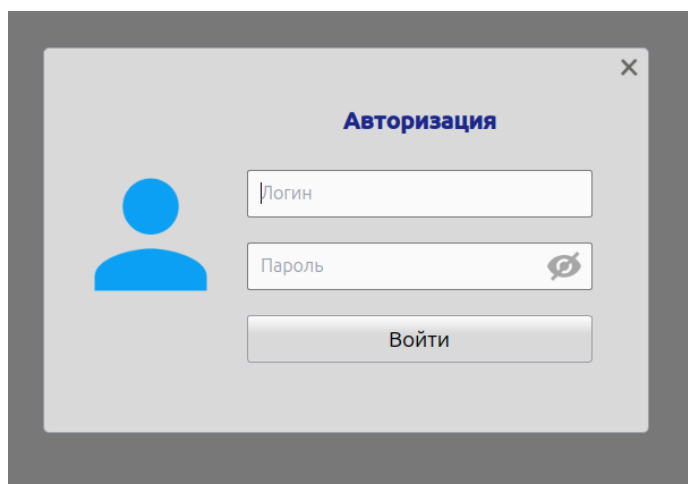 Авторизация
Логин
Пароль
Войти